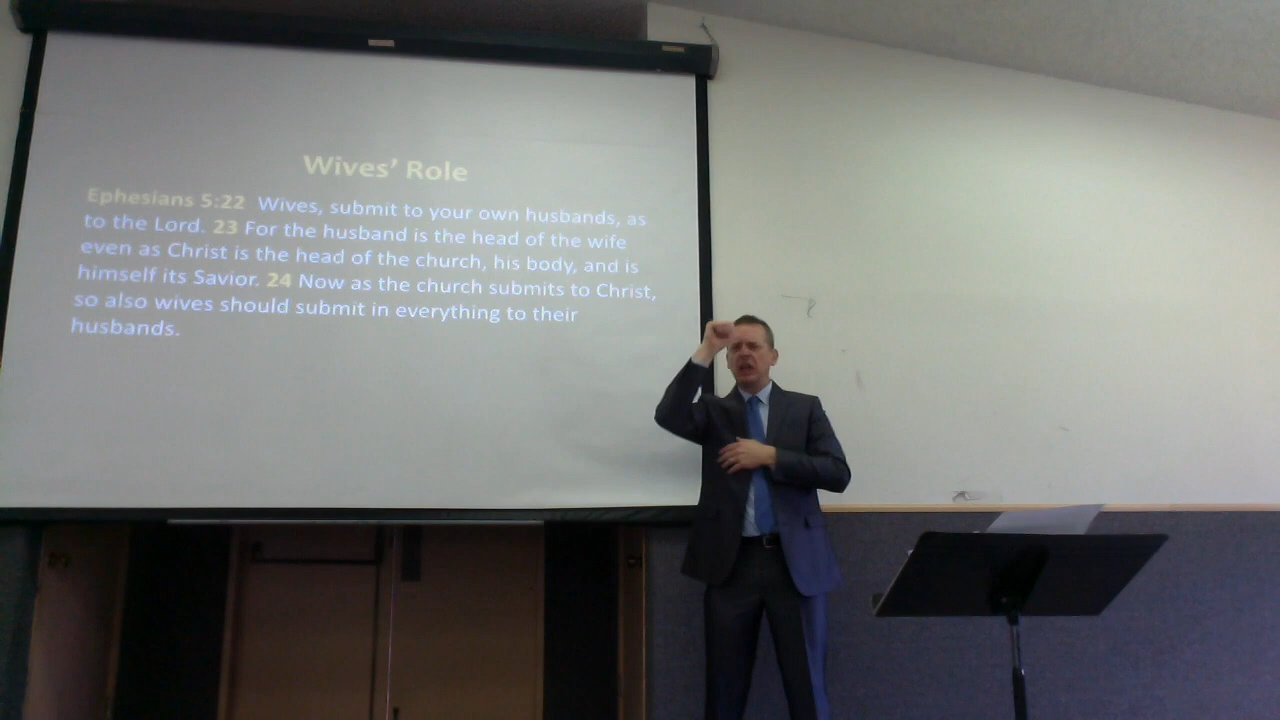 Wives’ Role
Ephesians 5:22 Wives, submit to your own husbands, as
to the Lord. 23 For the husband is the head of the wife
even as Christ is the head of the church, his body, and is
himself its Savior. 24 Now as the church submits to Christ,
so also wives should submit in everything to their
husbands.